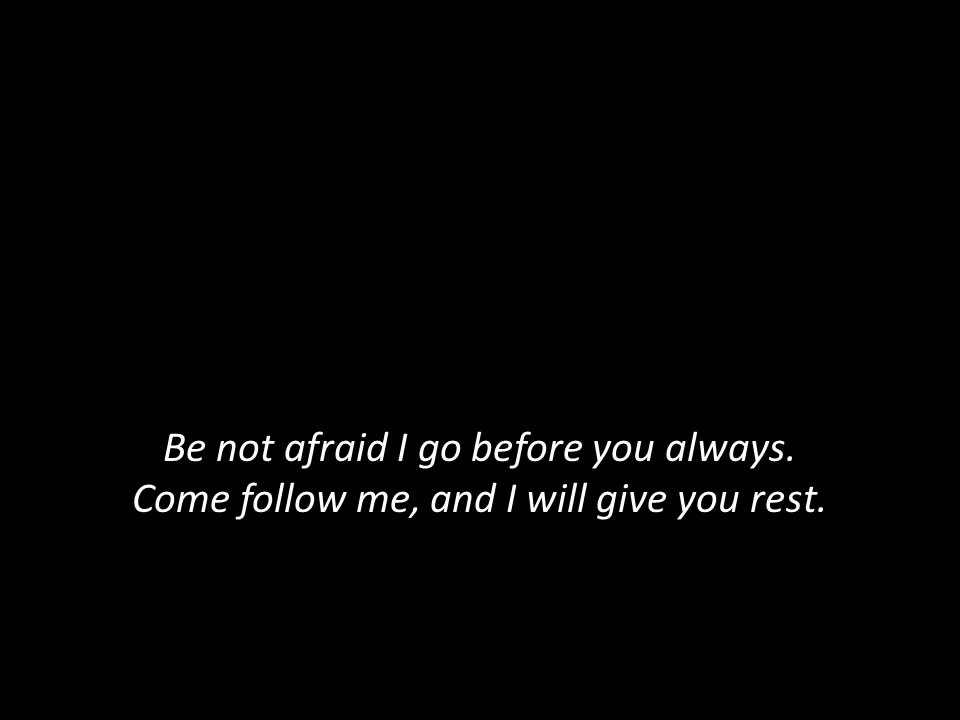 Be not afraid I go before you always.
Come follow me, and I will give you rest.